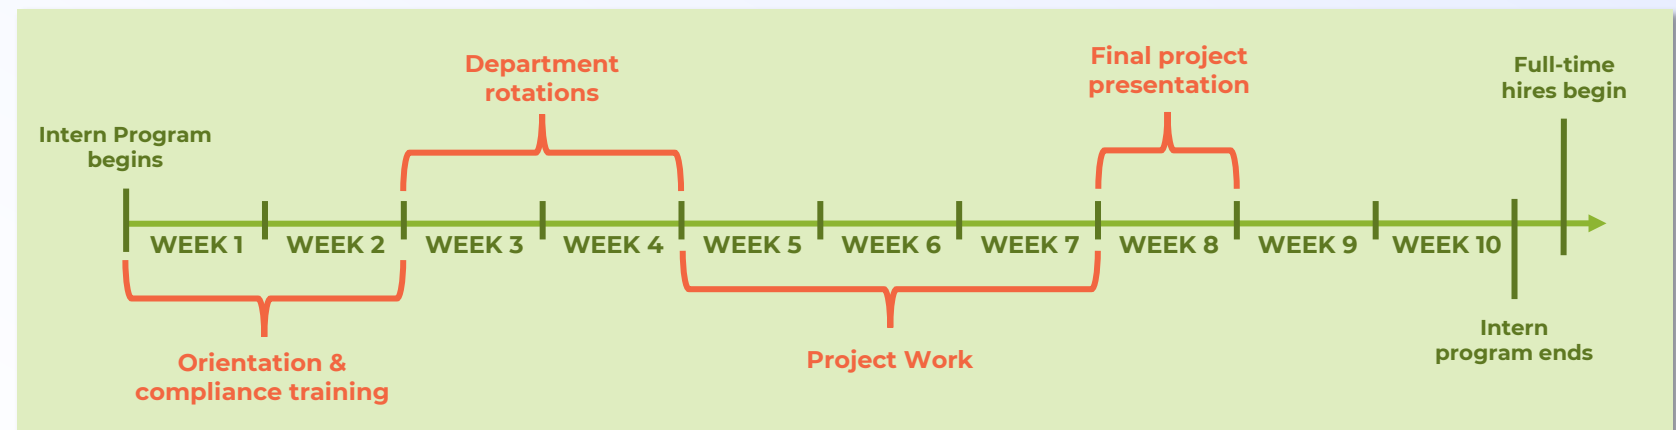 Department
rotations
Final project
presentation
Full-time
hires begin
Intern Program
begins
WEEK 1
WEEK 2
WEEK 3
WEEK 4
WEEK 5
WEEK 6
WEEK 7
WEEK 8
WEEK 9
WEEK 10
Orientation &
compliance training
Project Work
Intern
program ends